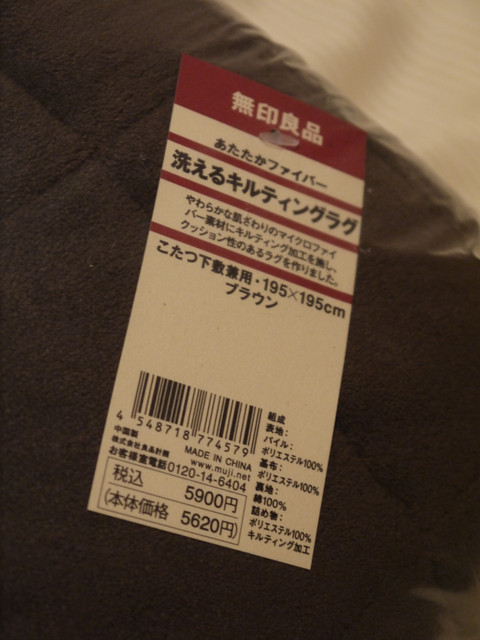 無印良品
あたたかファイバー
洗えるキルティングラグ
やわらかな肌ざわりのマイクロファイ
バー素材にキルティング加工を施し、
クッション性のあるラグを作りました。
こたつ下敷兼用・195×195cm
ブラウン
4 548718 774579
中国製
MADE IN CHINA
株式会社良品計画
www.muji.net
お客様室電話0120-14-6404
税込 5900円
(本体価格 5620円)
組成
表地:
パイル:
ポリエステル100%
基布:
ポリエステル100%
裏地:
綿100%
詰め物:
ポリエステル100%
キルティング加工